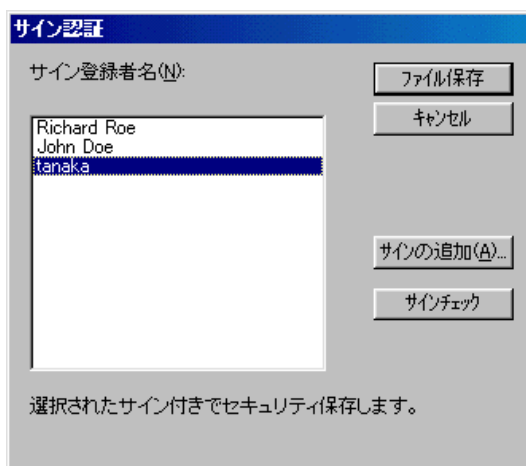 サイン認証
サイン登録者名(N):
ファイル保存
キャンセル
Richard Roe
John Doe
tanaka
サインの追加(A)...
サインチェック
選択されたサイン付きでセキュリティ保存します。